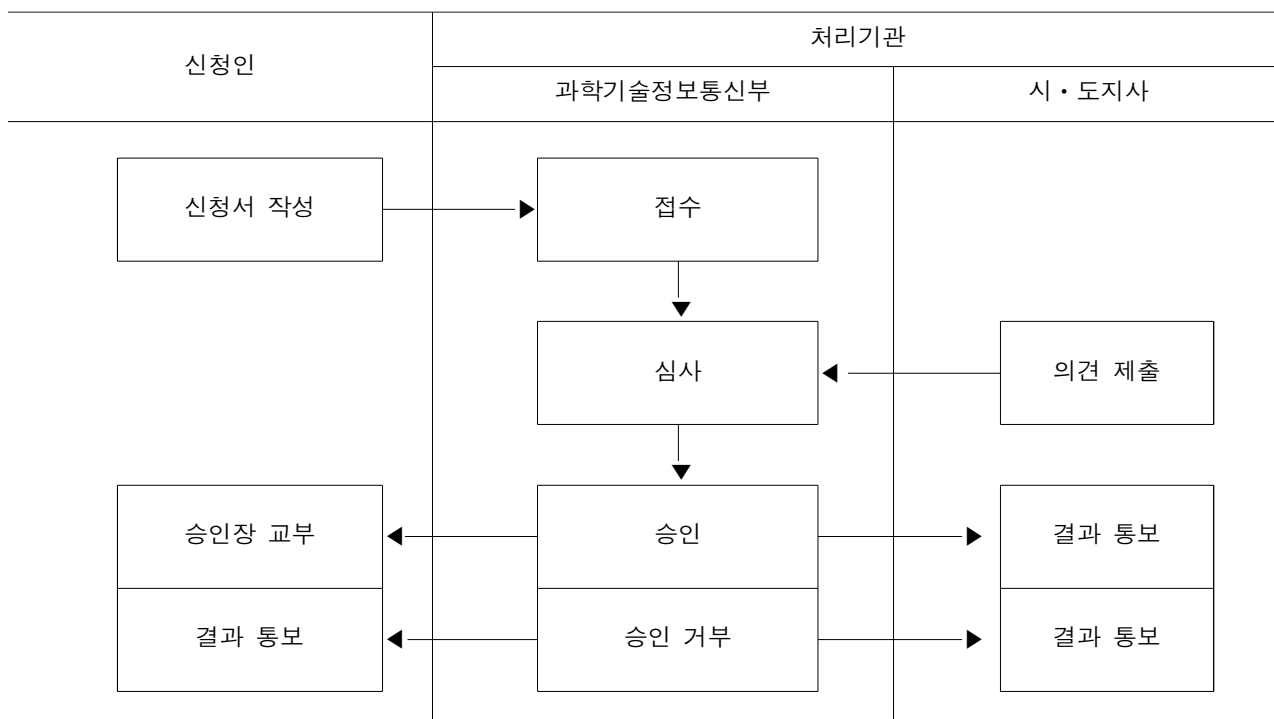 신청인
처리기관
과학기술정보통신부
시・도지사
신청서 작성
접수
심사
의견 제출
승인장 교부
승인
결과 통보
결과 통보
승인 거부
결과 통보